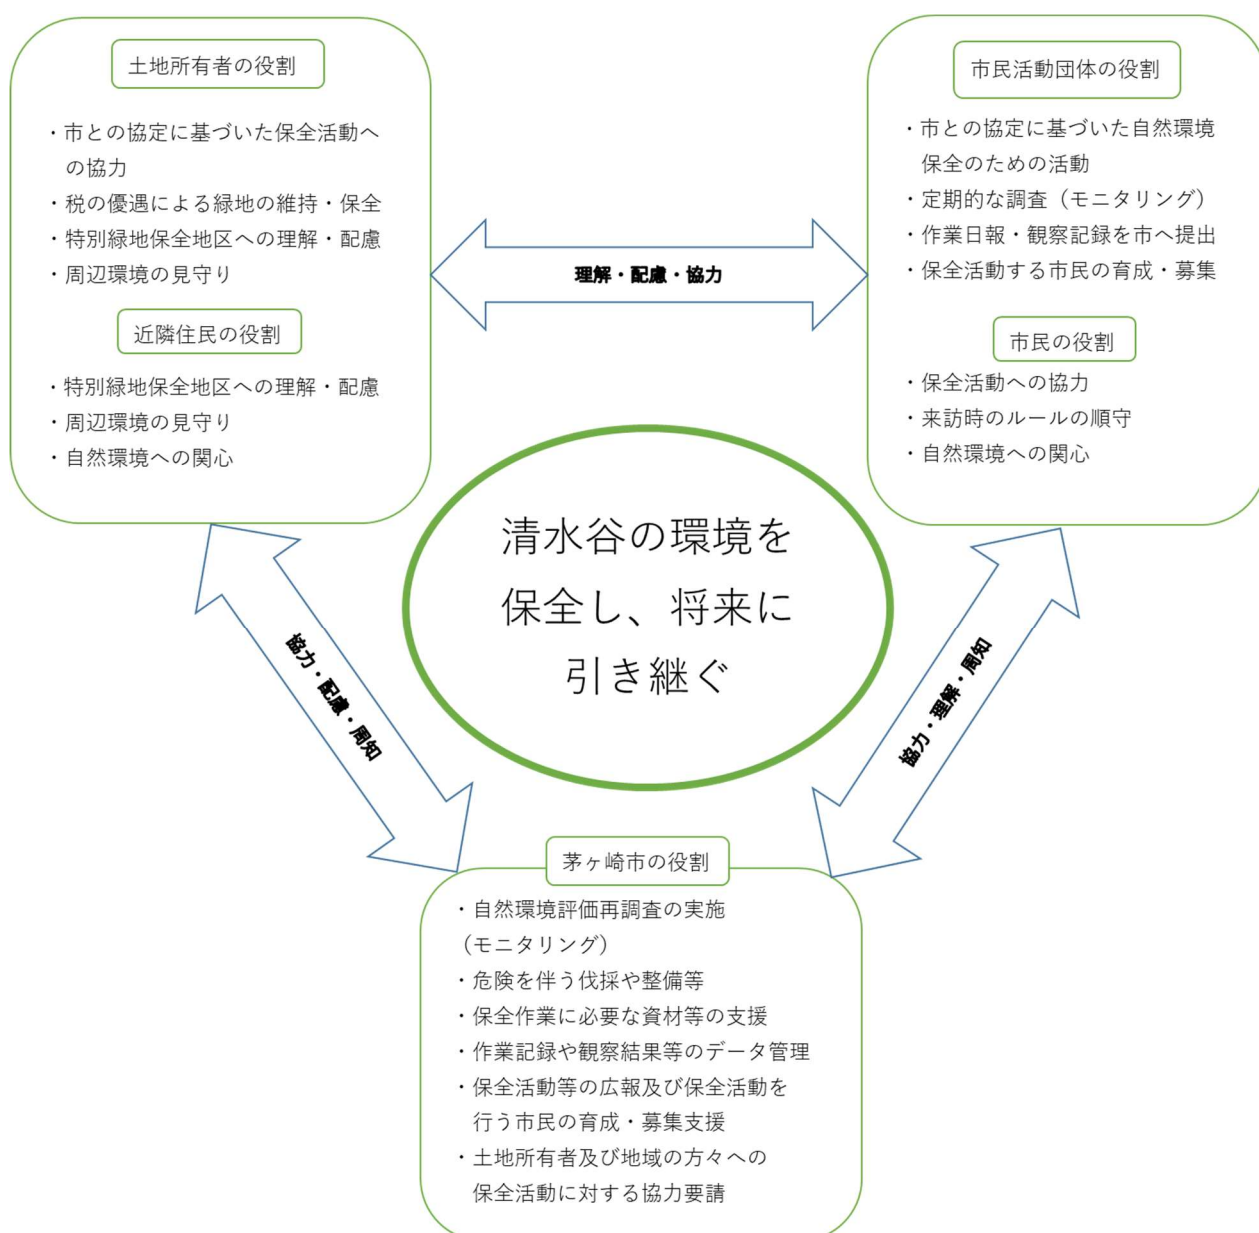 土地所有者の役割
・市との協定に基づいた保全活動へ
の協力
・税の優遇による緑地の維持・保全
・特別緑地保全地区への理解・配慮
・周辺環境の見守り
近隣住民の役割
・特別緑地保全地区への理解・配慮
・周辺環境の見守り
・自然環境への関心
理解・配慮・協力
市民活動団体の役割
・市との協定に基づいた自然環境
保全のための活動
・定期的な調査（モニタリング）
・作業日報・観察記録を市へ提出
・保全活動する市民の育成・募集
市民の役割
・保全活動への協力
・来訪時のルールの順守
・自然環境への関心
清水谷の環境を
保全し、将来に
引き継ぐ
協力・配慮・周知
協力・理解・周知
茅ヶ崎市の役割
・自然環境評価再調査の実施
（モニタリング）
・危険を伴う伐採や整備等
・保全作業に必要な資材等の支援
・作業記録や観察結果等のデータ管理
・保全活動等の広報及び保全活動を
行う市民の育成・募集支援
・土地所有者及び地域の方々への
保全活動に対する協力要請